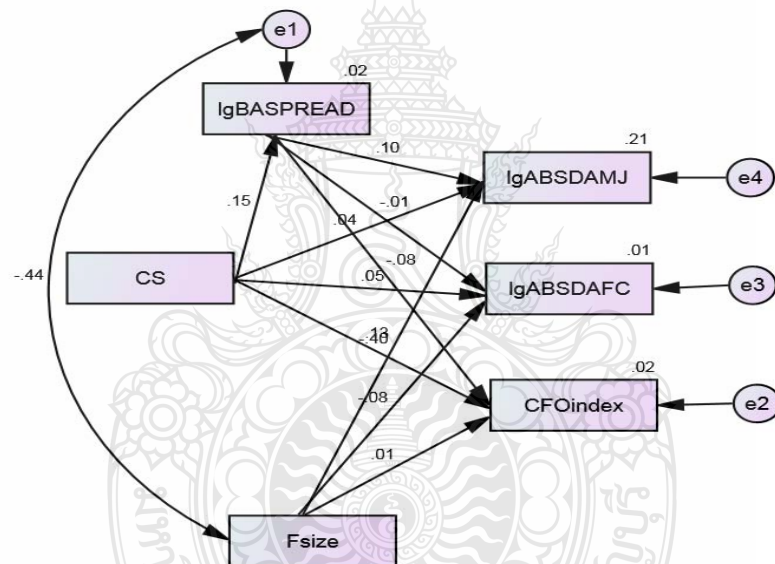 e1
.02
lgBASPREAD
.10
.21
lgABSDAMJ
e4
-.01
.15
.04
-.44
CS
-.08
.05
.01
lgABSDAFC
e3
.13
-.40
.02
CFOindex
e2
-.08
.01
Fsize